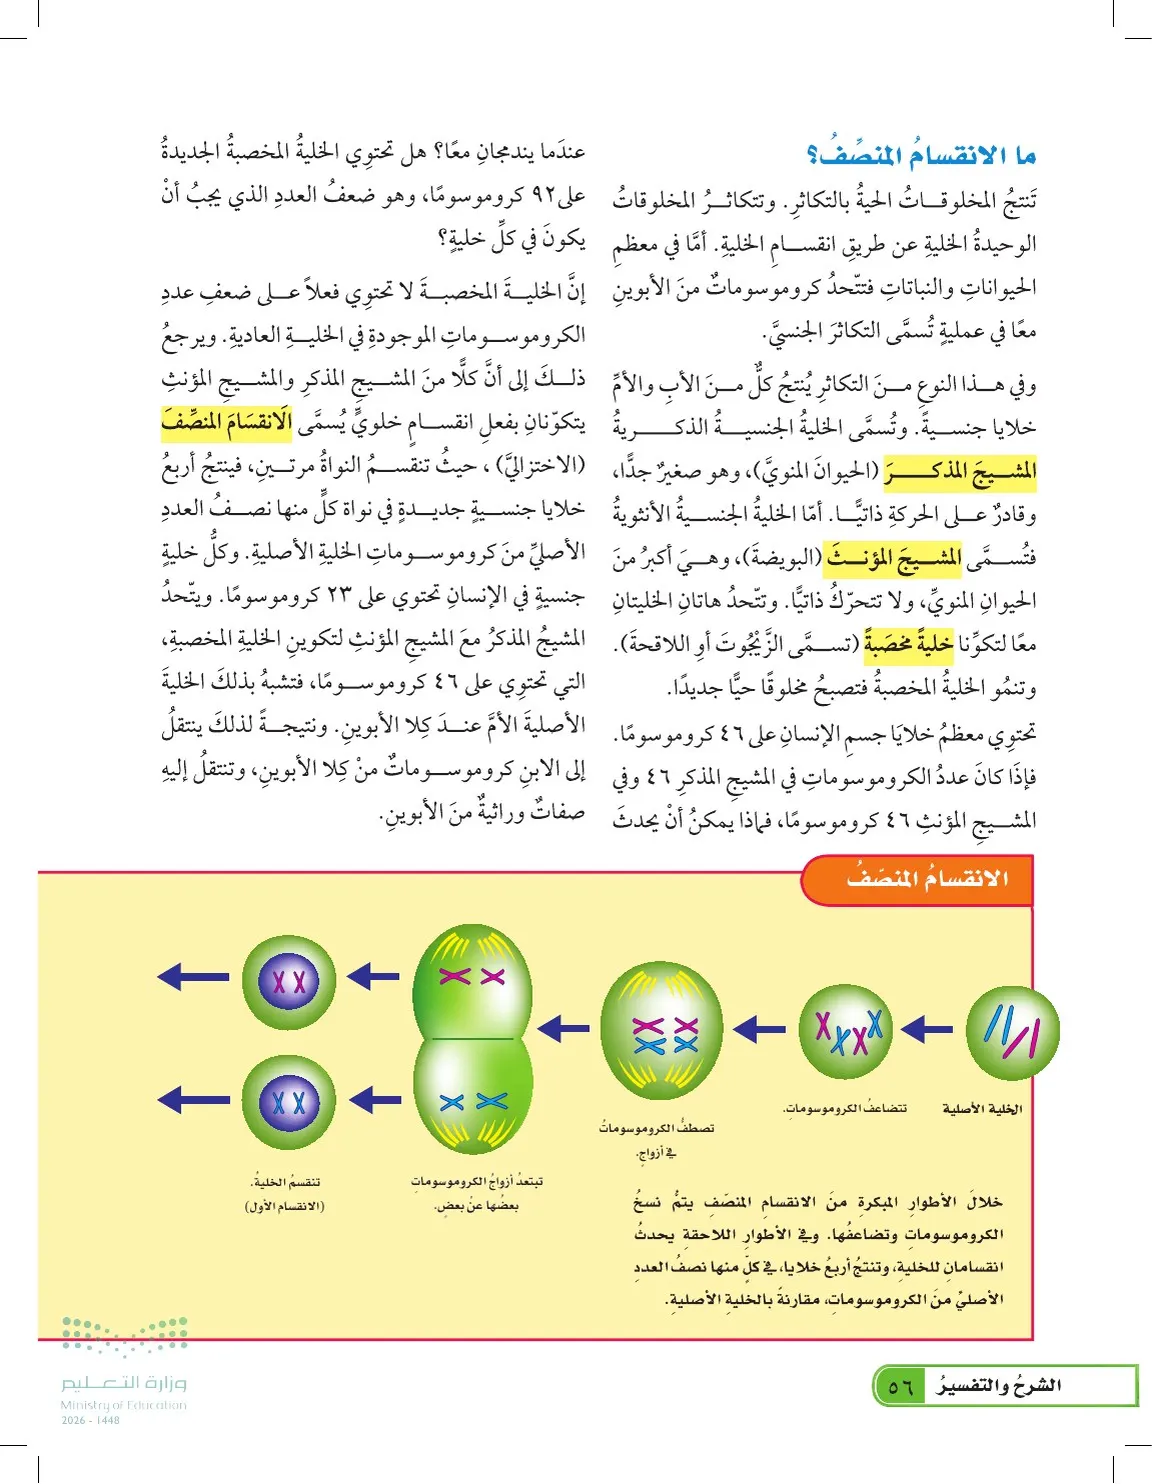 ما الانقسامُ المنصِّفُ؟
تَنتجُ المخلوقاتُ الحيةُ بالتكاثرِ. وتتكاثرُ المخلوقاتُ
الوحيدةُ الخليةِ عن طريقِ انقسامِ الخليةِ. أمَّا في معظمِ
الحيواناتِ والنباتاتِ فتتّحدُ كروموسوماتٌ منَ الأبوينِ
معًا في عمليةٍ تُسمَّى التكاثرَ الجنسيَّ.
وفي هذا النوعِ منَ التكاثرِ يُنتجُ كلٌّ منَ الأبِ والأمِّ
خلايا جنسيةً. وتُسمَّى الخليةُ الجنسيةُ الذكريةُ
المشيجَ المذكرَ (الحيوانَ المنويَّ)، وهو صغيرٌ جدًّا،
وقادرٌ على الحركةِ ذاتيًّا. أمّا الخليةُ الجنسيةُ الأنثويةُ
فتُسمَّى المشيجَ المؤنثَ (البويضةَ)، وهيَ أكبرُ منَ
الحيوانِ المنويِّ، ولا تتحرّكُ ذاتيًّا. وتتّحدُ هاتانِ الخليتانِ
معًا لتكوِّنا خليةً مخصَبةً (تسمَّى الزَّيْجُوتَ أوِ اللاقحةَ).
وتنمُو الخليةُ المخصبةُ فتصبحُ مخلوقًا حيًّا جديدًا.
تحتوِي معظمُ خلايَا جسمِ الإنسانِ على ٤٦ كروموسومًا.
فإذَا كانَ عددُ الكروموسوماتِ في المشيجِ المذكرِ ٤٦ وفي
المشيجِ المؤنثِ ٤٦ كروموسومًا، فماذا يمكنُ أنْ يحدثَ
عندَما يندمجانِ معًا؟ هل تحتوِي الخليةُ المخصبةُ الجديدةُ
على٩٢ كروموسومًا، وهو ضعفُ العددِ الذي يجبُ أنْ
يكونَ في كلِّ خليةٍ؟
إنَّ الخليةَ المخصبةَ لا تحتوِي فعلاً على ضعفِ عددِ
الكروموسوماتِ الموجودةِ في الخليةِ العاديةِ. ويرجعُ
ذلكَ إلى أنَّ كلًّا منَ المشيجِ المذكرِ والمشيجِ المؤنثِ
يتكوّنانِ بفعلِ انقسامٍ خلويٍّ يُسمَّى الَانقسَامَ المنصِّفَ
(الاختزاليَّ) ، حيثُ تنقسمُ النواةُ مرتينِ، فينتجُ أربعُ
خلايا جنسيةٍ جديدةٍ في نواة كلٍّ منها نصفُ العددِ
الأصليِّ منَ كروموسوماتِ الخليةِ الأصليةِ. وكلُّ خليةٍ
جنسيةٍ في الإنسانِ تحتوي على ٢٣ كروموسومًا. ويتّحدُ
المشيجُ المذكرُ معَ المشيجِ المؤنثِ لتكوينِ الخليةِ المخصبةِ،
التي تحتوِي على ٤٦ كروموسومًا، فتشبهُ بذلكَ الخليةَ
الأصليةَ الأمَّ عندَ كِلا الأبوينِ. ونتيجةً لذلكَ ينتقلُ
إلى الابنِ كروموسوماتٌ منْ كِلا الأبوينِ، وتنتقلُ إليهِ
صفاتٌ وراثيةٌ منَ الأبوينِ.
الانقسامُ المنصّفُ
الخلية الأصلية
تتضاعفُ الكروموسومات.
تصطفُّ الكروموسوماتُ
في أزواجٍ.
تبتعدُ أزواجُ الكروموسومات
بعضُها عنْ بعضٍ.
تنقسمُ الخليةُ.
(الانقسام الأول)
خلالَ الأطوارِ المبكرةِ منَ الانقسامِ المنصّفِ يتمُّ نسخُ
الكروموسوماتِ وتضاعفُها. وفي الأطوارِ اللاحقةِ يحدثُ
انقسامانِ للخليةِ، وتنتجُ أربعُ خلايا، في كلٍّ منها نصفُ العددِ
الأصليِّ منَ الكروموسوماتِ، مقارنةً بالخليةِ الأصليةِ.
وزارة التعليم
Ministry of Education
2026 - 1448
٥٦ الشرحُ والتفسيرُ